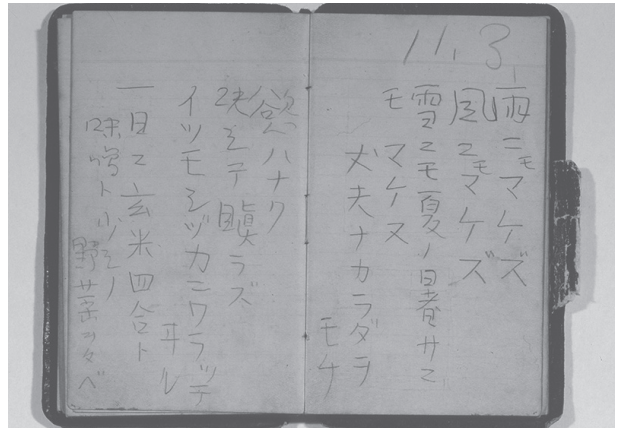 11.3.
雨ニモマケズ
風ニモマケズ
雪ニモ夏ノ暑サニ
モ
マケヌ
丈夫ナカラダヲ
モチ
慾ハナク
決シテ瞋ラズ
イツモシヅカニワラッテ
ヰル
一日ニ玄米四合ト
味噌ト少シノ
野菜ヲタベ